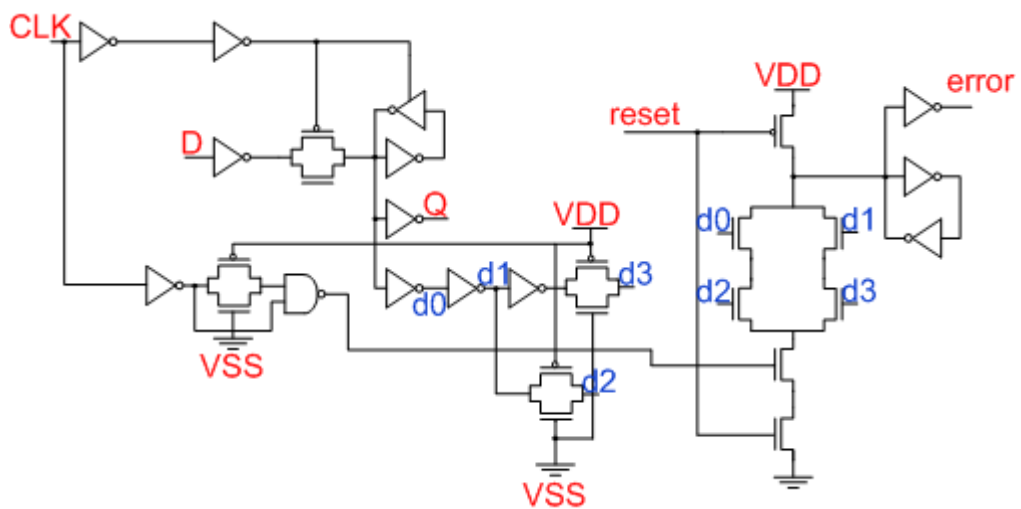 CLK
VDD
error
reset
D
Q
VDD
d0
d1
d1
d3
d0
d2
d3
VSS
d2
VSS